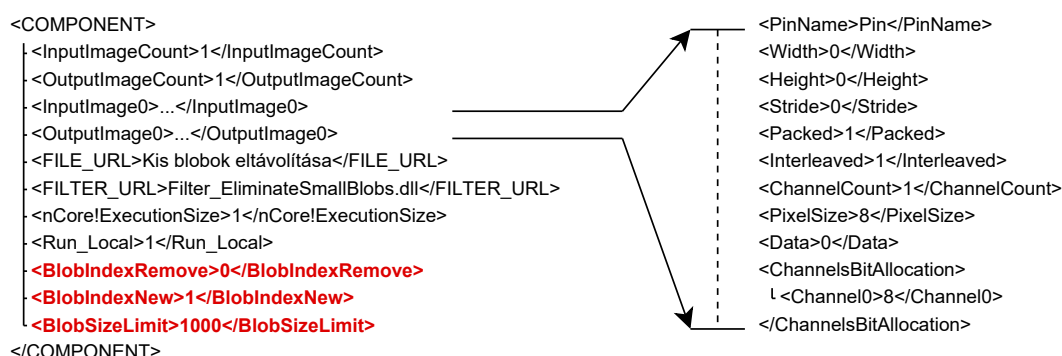 <COMPONENT>
<InputImageCount>1</InputImageCount>
<OutputImageCount>1</OutputImageCount>
<InputImage0>...</InputImage0>
<OutputImage0>...</OutputImage0>
<FILE_URL>Kis blobok eltávolítása</FILE_URL>
<FILTER_URL>Filter_EliminateSmallBlobs.dll</FILTER_URL>
<nCore!ExecutionSize>1</nCore!ExecutionSize>
<Run_Local>1</Run_Local>
<BlobIndexRemove>0</BlobIndexRemove>
<BlobIndexNew>1</BlobIndexNew>
<BlobSizeLimit>1000</BlobSizeLimit>
</COMPONENT>
<PinName>Pin</PinName>
<Width>0</Width>
<Height>0</Height>
<Stride>0</Stride>
<Packed>1</Packed>
<Interleaved>1</Interleaved>
<ChannelCount>1</ChannelCount>
<PixelSize>8</PixelSize>
<Data>0</Data>
<ChannelsBitAllocation>
<Channel0>8</Channel0>
</ChannelsBitAllocation>